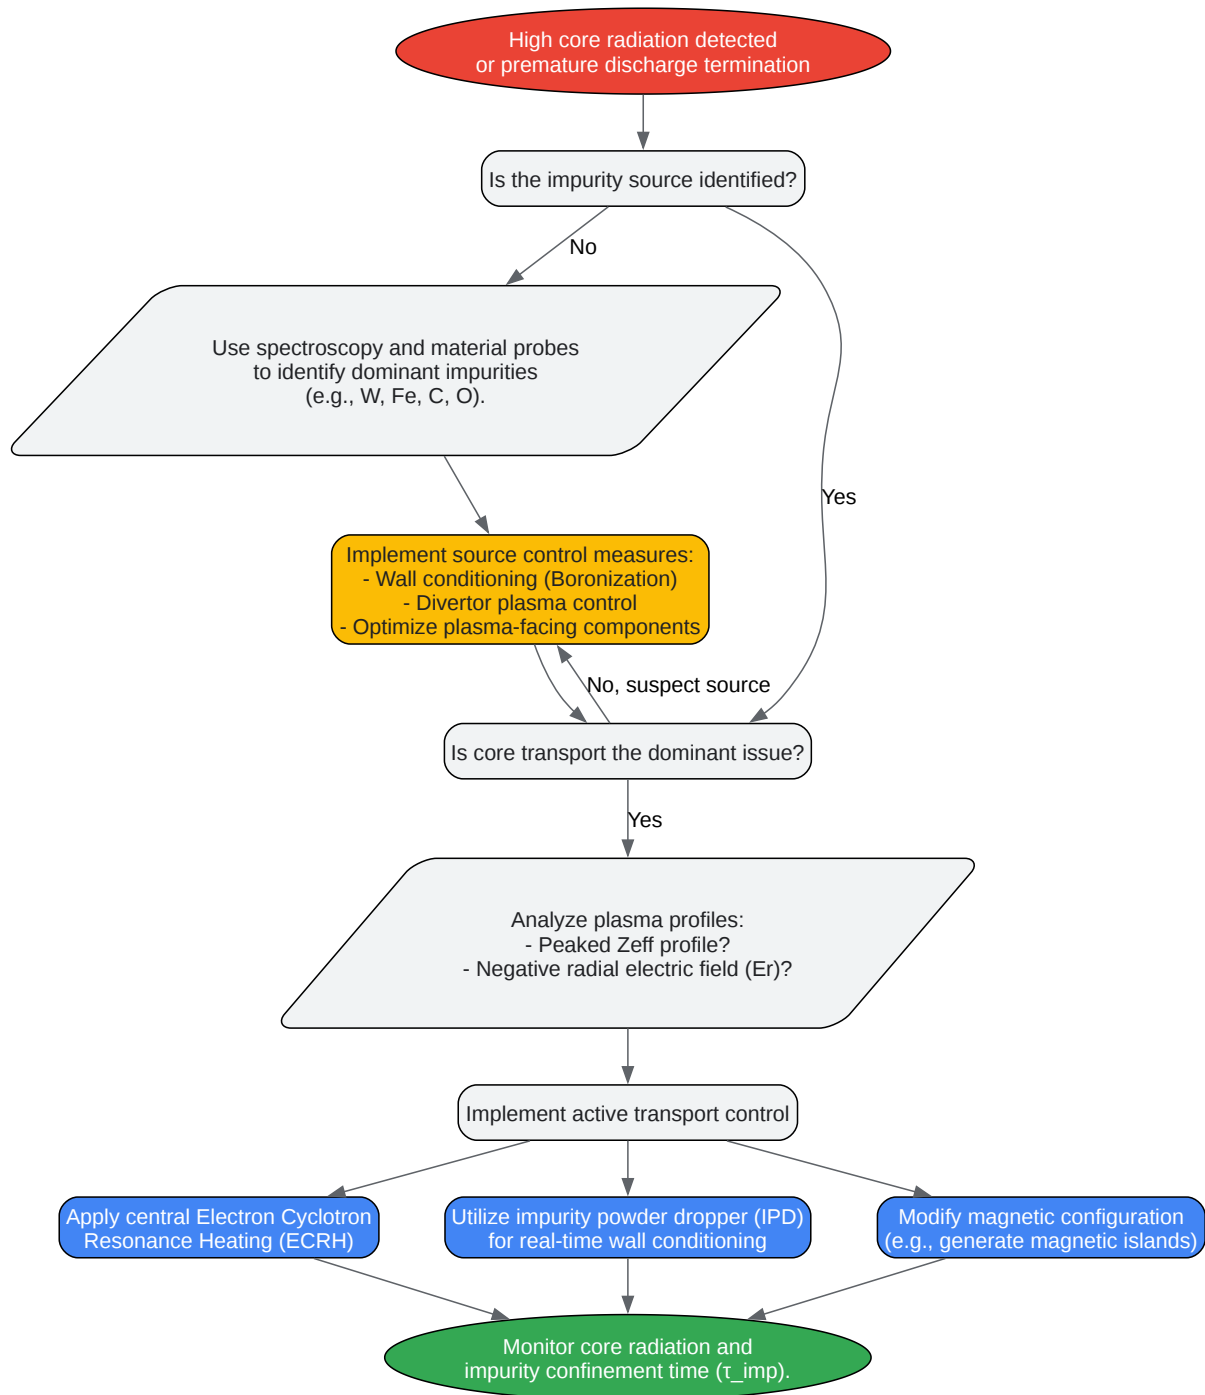 High core radiation detected
or premature discharge termination
Is the impurity source identified?
No
Use spectroscopy and material probes
to identify dominant impurities
(e.g., W, Fe, C, O).
Yes
Implement source control measures:
- Wall conditioning (Boronization)
- Divertor plasma control
- Optimize plasma-facing components
No, suspect source
Is core transport the dominant issue?
Yes
Analyze plasma profiles:
- Peaked Zeff profile?
- Negative radial electric field (Er)?
Implement active transport control
Apply central Electron Cyclotron
Resonance Heating (ECRH)
Utilize impurity powder dropper (IPD)
for real-time wall conditioning
Modify magnetic configuration
(e.g., generate magnetic islands)
Monitor core radiation and
impurity confinement time (τ_imp).